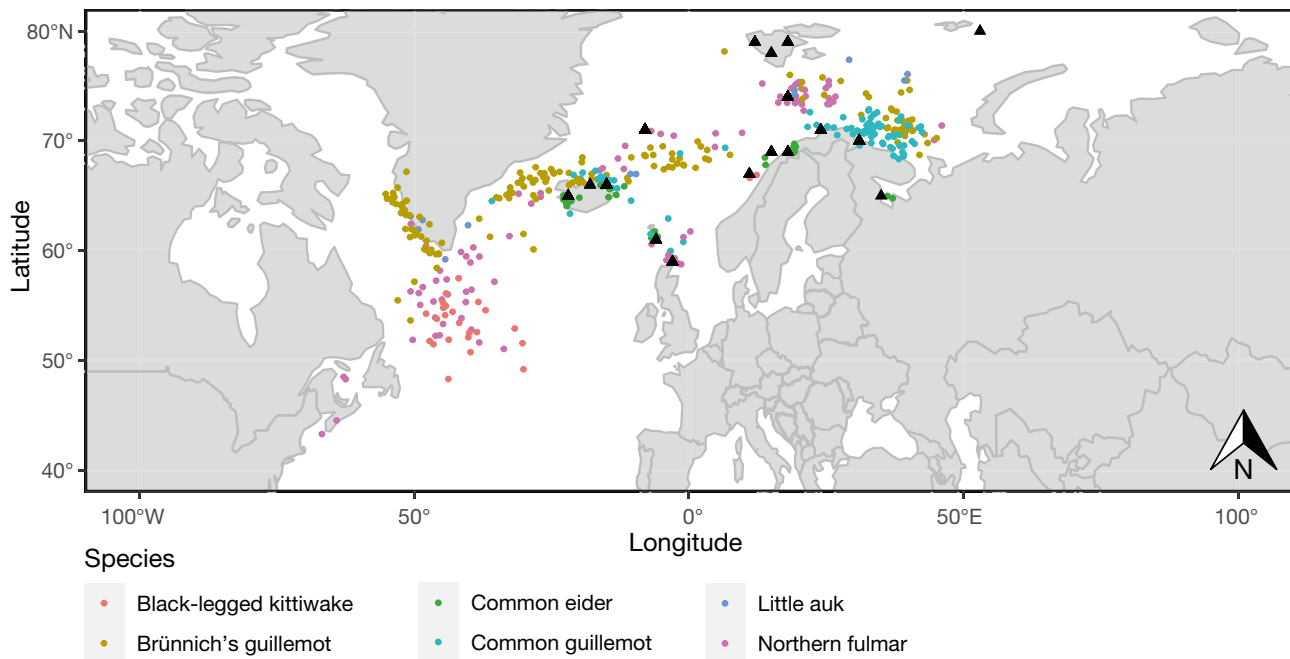 80°N
70°
60°
50°
40°
Latitude
N
100°W
50°
0°
50°E
100°
Longitude
Species
Black-legged kittiwake
Common eider
Little auk
Brünnich's guillemot
Common guillemot
Northern fulmar